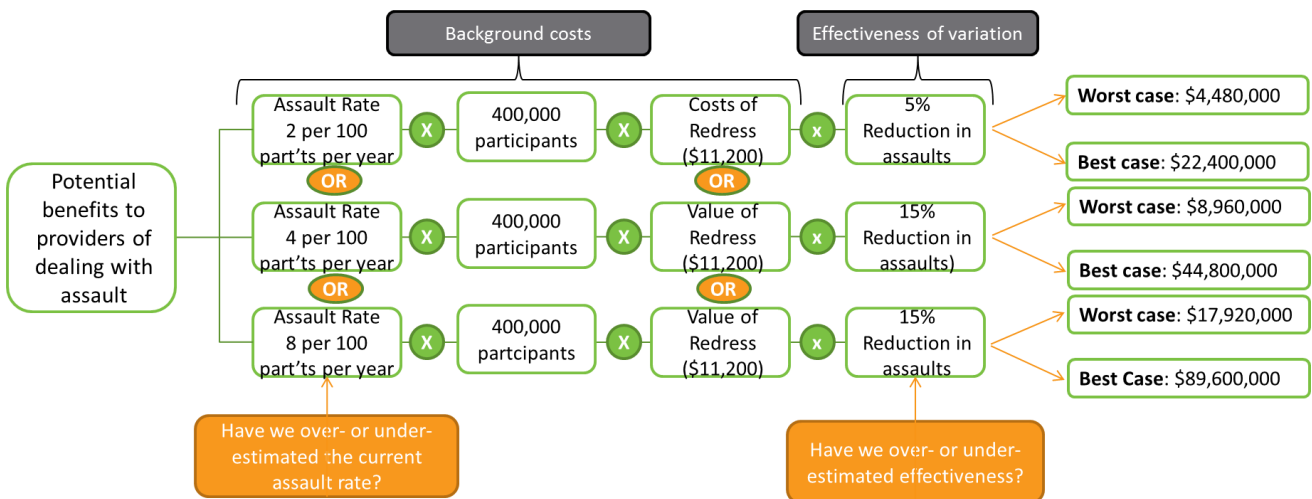 Background costs
Effectiveness of variation
Potential
benefits to
providers of
dealing with
assault
Assault Rate
2 per 100
part'ts per year
X
400,000
participants
X
Costs of
Redress
($11,200)
x
5%
Reduction in
assaults
Worst case: $4,480,000
Best case: $22,400,000
OR
OR
Assault Rate
4 per 100
part'ts per year
X
400,000
participants
X
Value of
Redress
($11,200)
x
15%
Reduction in
assaults)
Worst case: $8,960,000
Best case: $44,800,000
OR
OR
Assault Rate
8 per 100
part'ts per year
X
400,000
partcipants
X
Value of
Redress
($11,200)
x
15%
Reduction in
assaults
Worst case: $17,920,000
Best Case: $89,600,000
Have we over- or under-
estimated the current
assault rate?
Have we over- or under-
estimated effectiveness?